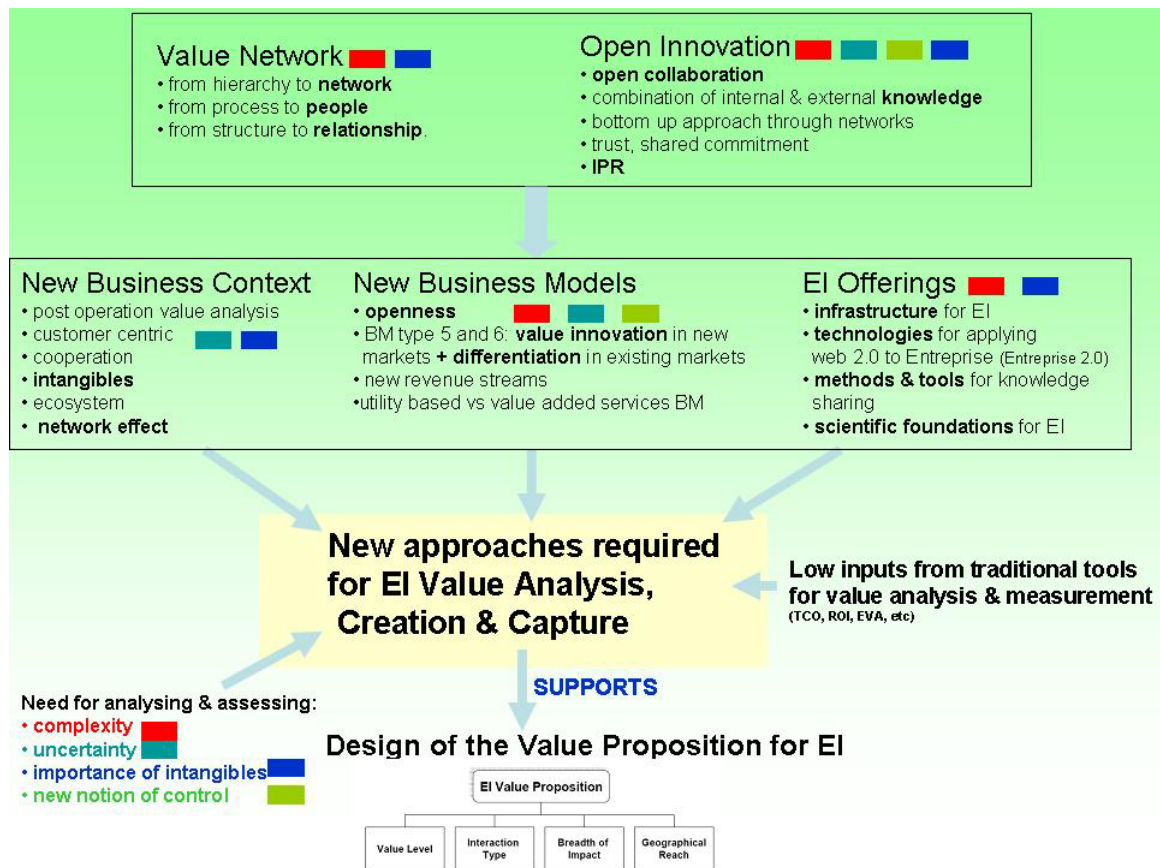 Value Network
• from hierarchy to network
• from process to people
• from structure to relationship.
Open Innovation
• open collaboration
• combination of internal & external knowledge
• bottom up approach through networks
• trust, shared commitment
• IPR
New Business Context
• post operation value analysis
• customer centric
• cooperation
• intangibles
• ecosystem
• network effect
New Business Models
• openness
• BM type 5 and 6: value innovation in new
markets + differentiation in existing markets
• new revenue streams
•utility based vs value added services BM
EI Offerings
• infrastructure for EI
• technologies for applying
web 2.0 to Entreprise (Entreprise 2.0)
• methods & tools for knowledge
sharing
• scientific foundations for EI
New approaches required
for EI Value Analysis,
Creation & Capture
Low inputs from traditional tools
for value analysis & measurement
(TCO, ROI, EVA, etc)
Need for analysing & assessing:
• complexity
• uncertainty
• importance of intangibles
• new notion of control
SUPPORTS
Design of the Value Proposition for EI
EI Value Proposition
Value Level
Interaction
Type
Breadth of
Impact
Geographical
Reach